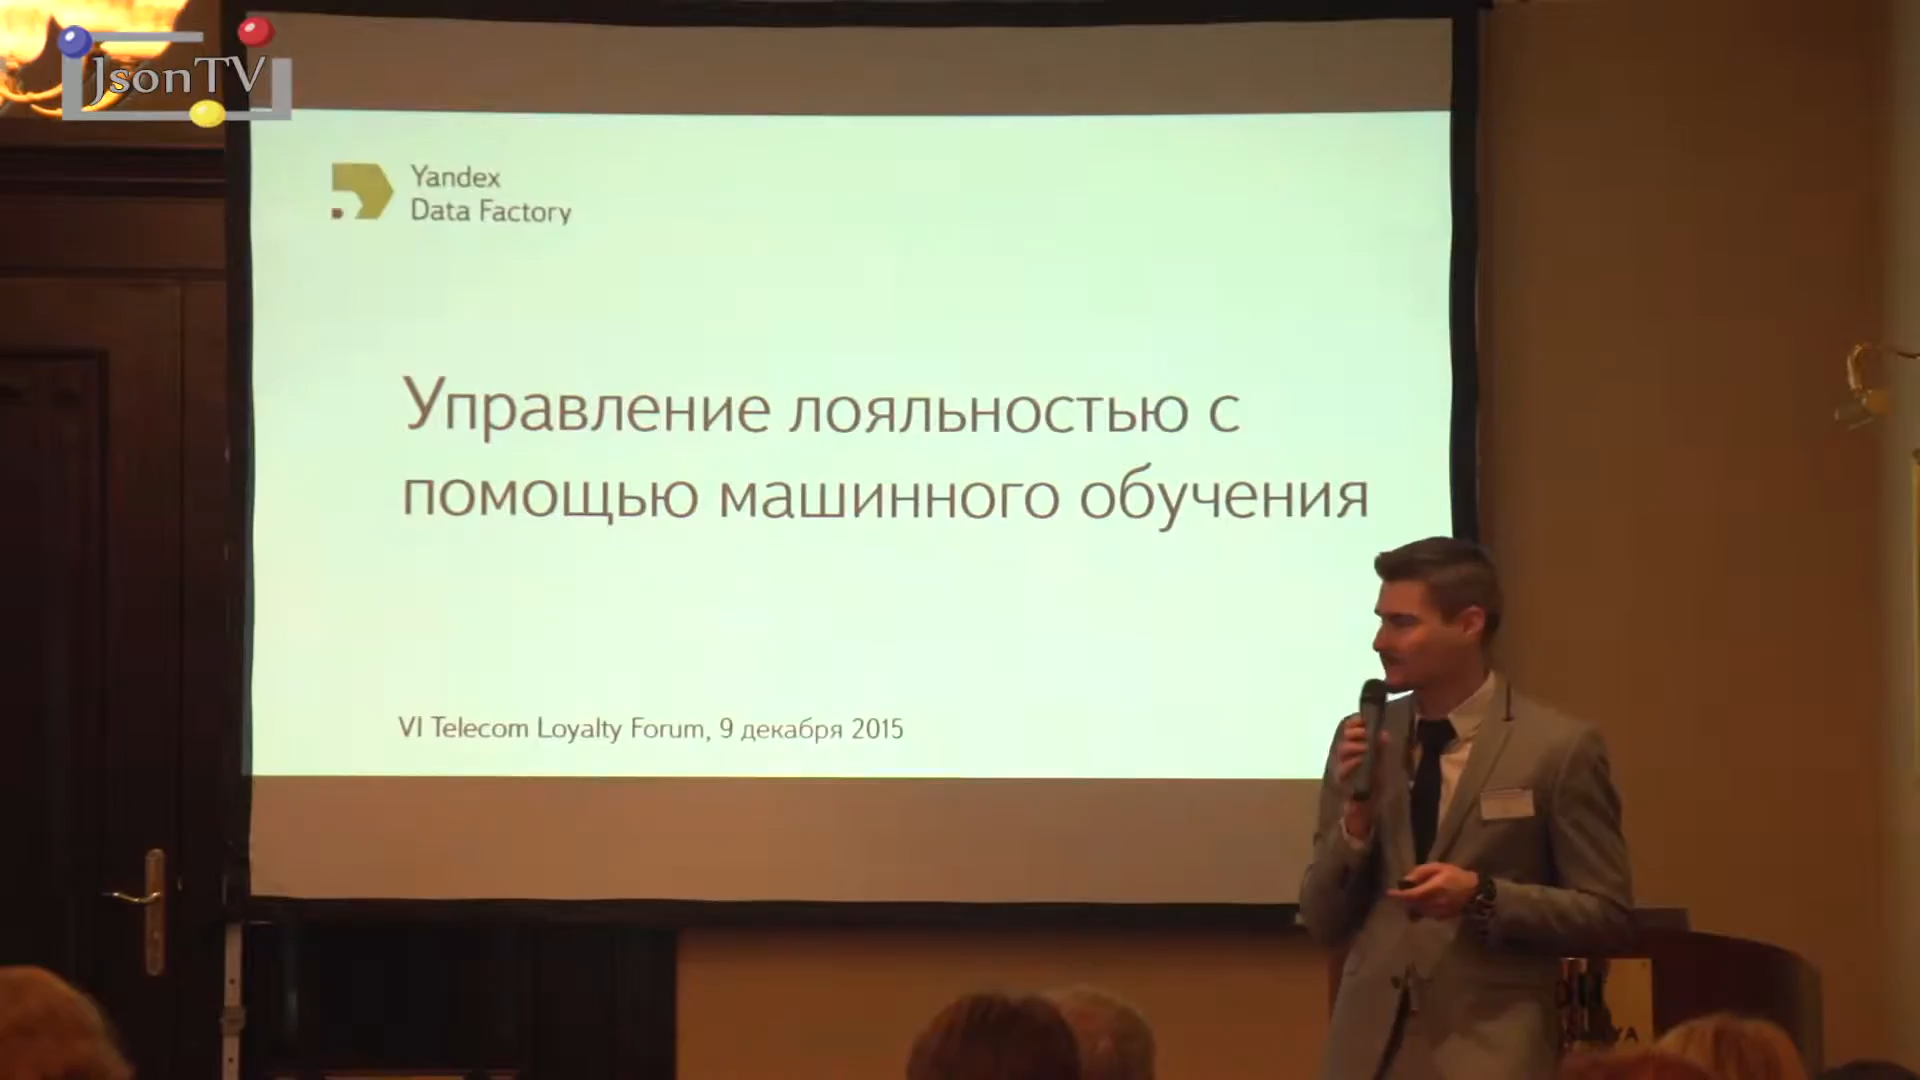 JsonTV
Yandex
Data Factory
Управление лояльностью с
помощью машинного обучения
VI Telecom Loyalty Forum, 9 декабря 2015